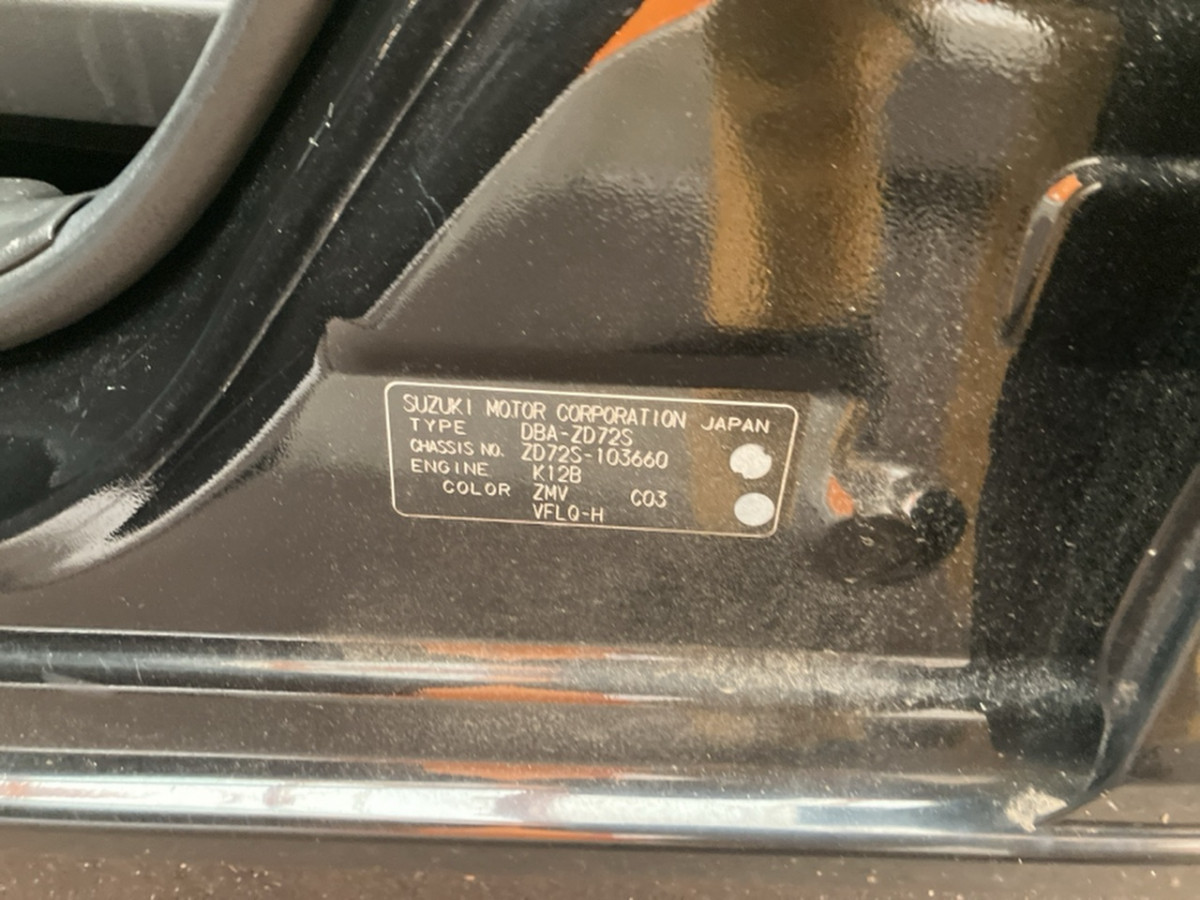 SUZUKI MOTOR CORPORATION JAPAN
TYPE DBA-ZD72S
CHASSIS NO. ZD72S-103660
ENGINE K12B
COLOR ZMV C03
VFLQ-H